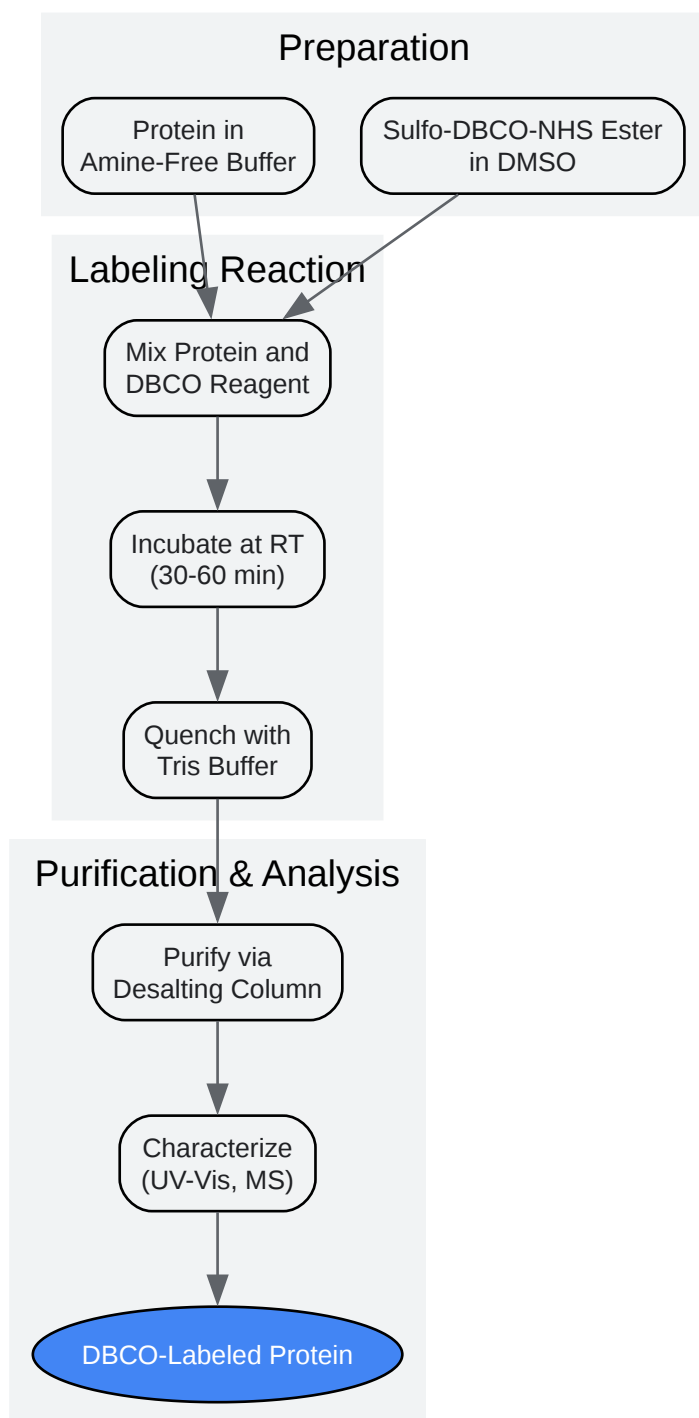 Preparation
Protein in
Amine-Free Buffer
Sulfo-DBCO-NHS Ester
in DMSO
Labeling Reaction
Mix Protein and
DBCO Reagent
Incubate at RT
(30-60 min)
Quench with
Tris Buffer
Purification & Analysis
Purify via
Desalting Column
Characterize
(UV-Vis, MS)
DBCO-Labeled Protein